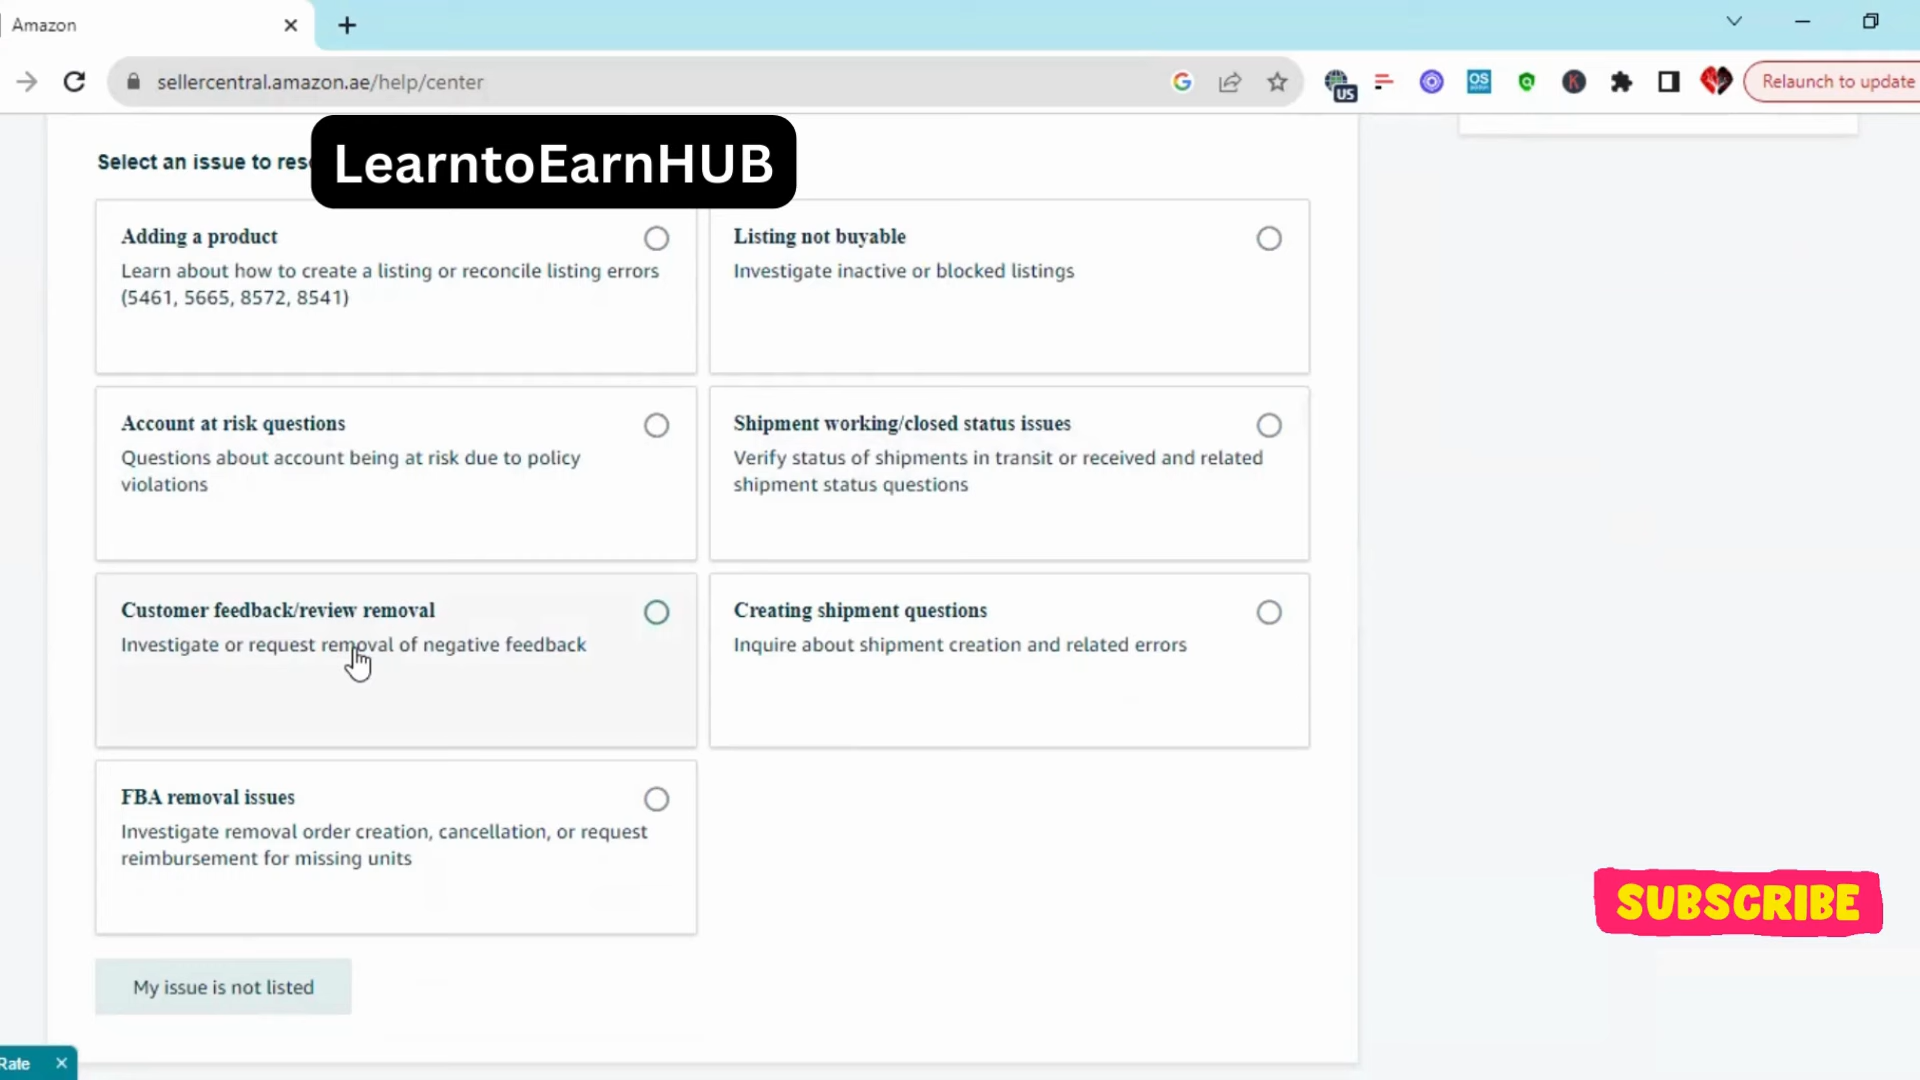 Amazon
sellercentral.amazon.ae/help/center
US
OS
K
Relaunch to update
LearntoEarnHUB
Select an issue to res
Adding a product
Learn about how to create a listing or reconcile listing errors
(5461, 5665, 8572, 8541)
Listing not buyable
Investigate inactive or blocked listings
Account at risk questions
Questions about account being at risk due to policy
violations
Shipment working/closed status issues
Verify status of shipments in transit or received and related
shipment status questions
Customer feedback/review removal
Investigate or request removal of negative feedback
Creating shipment questions
Inquire about shipment creation and related errors
FBA removal issues
Investigate removal order creation, cancellation, or request
reimbursement for missing units
SUBSCRIBE
My issue is not listed
Rate